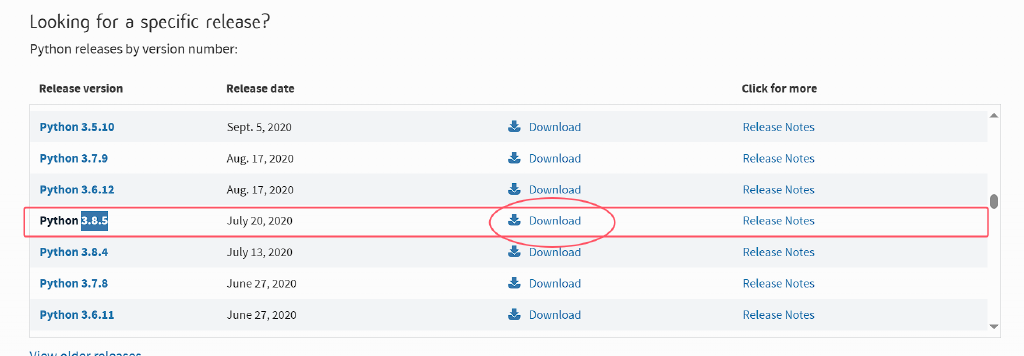 Looking for a specific release?
Python releases by version number:
Release version Release date Click for more
Python 3.5.10 Sept. 5, 2020 Download Release Notes
Python 3.7.9 Aug. 17, 2020 Download Release Notes
Python 3.6.12 Aug. 17, 2020 Download Release Notes
Python 3.8.5 July 20, 2020 Download Release Notes
Python 3.8.4 July 13, 2020 Download Release Notes
Python 3.7.8 June 27, 2020 Download Release Notes
Python 3.6.11 June 27, 2020 Download Release Notes
View older releases